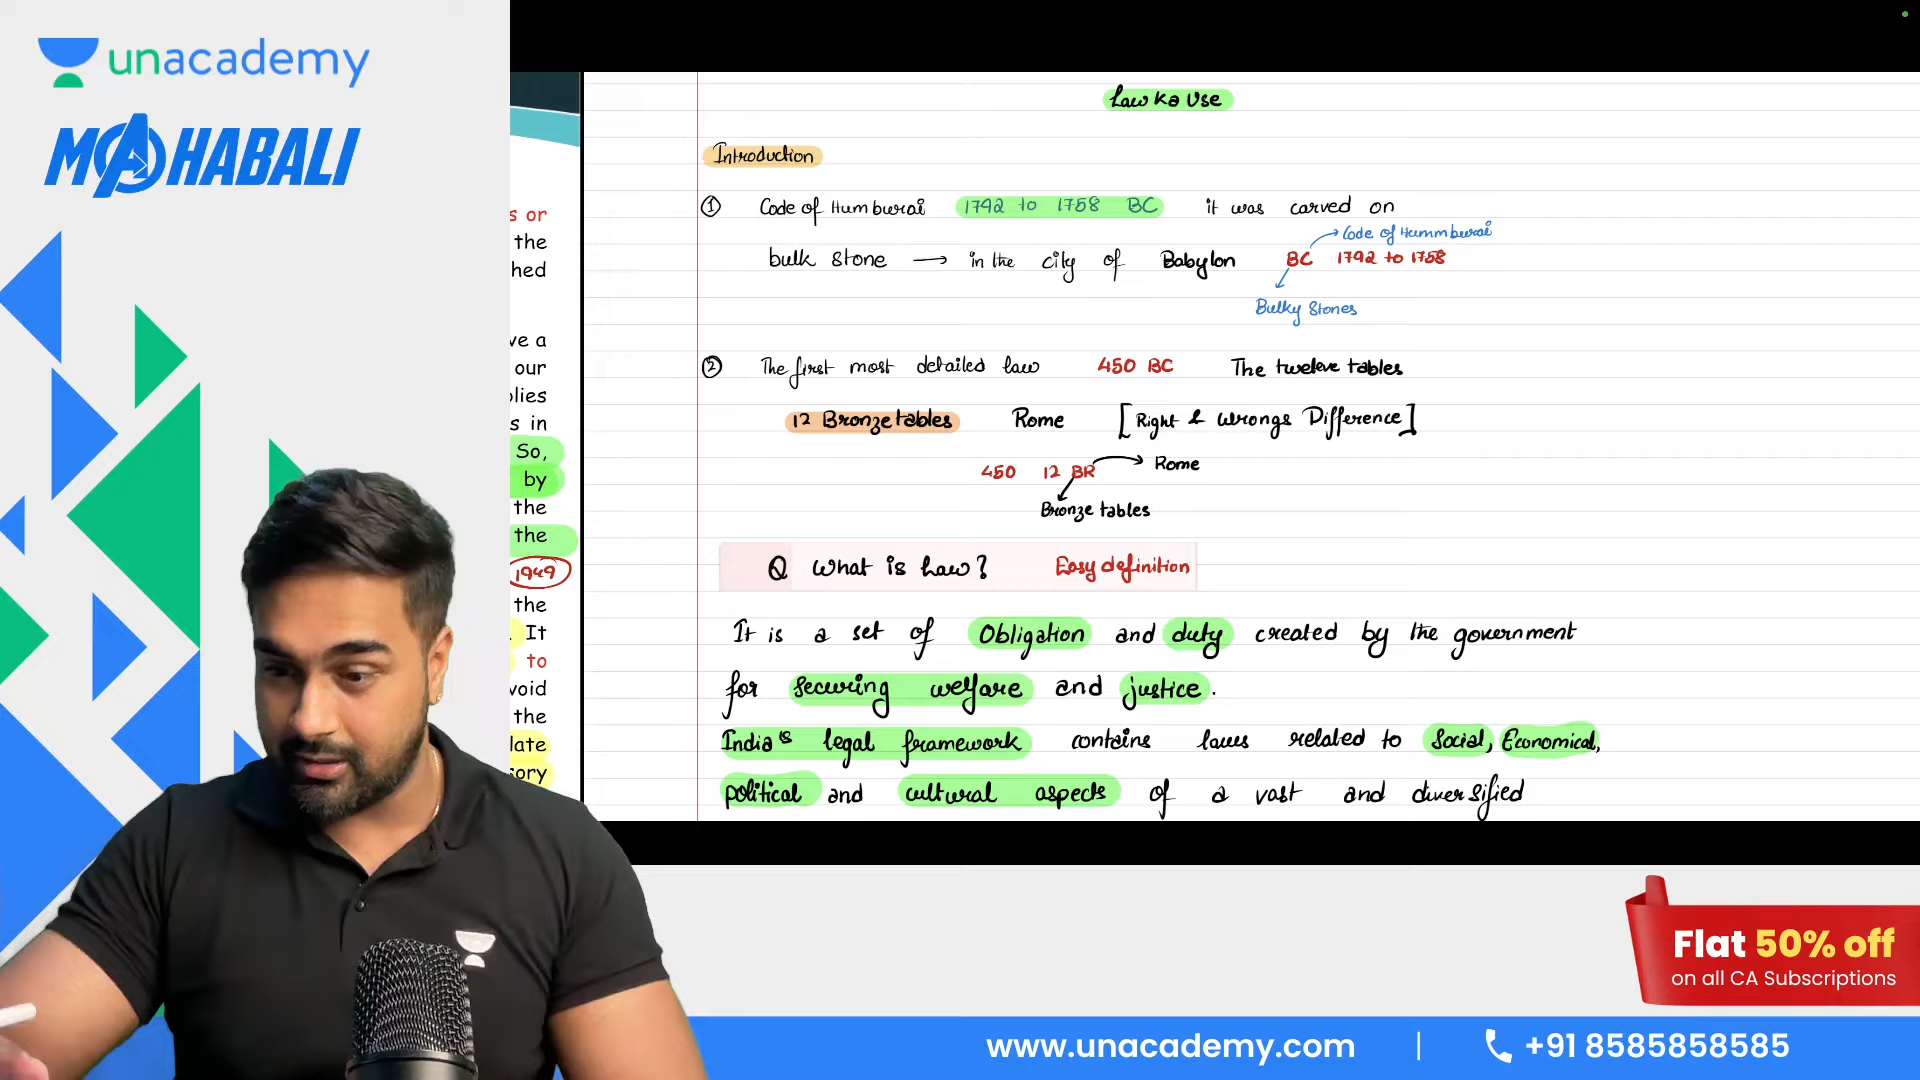 unacademy
MAHABALI
s or
the
hed
ve a
our
plies
s in
So,
by
the
the
1949
the
. It
to
void
the
late
sory
Law ka Use
Introduction
① Code of Humburai 1792 to 1758 BC it was carved on
Code of Hummburai
bulk Stone → in the city of Babylon BC 1792 to 1758
Bulky Stones
② The first most detailed law 450 BC The twelve tables
12 Bronze tables Rome [Right & Wrongs Difference]
450 12 BR Rome
Bronze tables
Q What is Law? Easy definition
It is a set of Obligation and duty created by the government
for securing welfare and justice.
India's legal framework contains laws related to Social, Economical,
political and cultural aspects of a vast and diversified
Flat 50% off
on all CA Subscriptions
www.unacademy.com | +91 8585858585